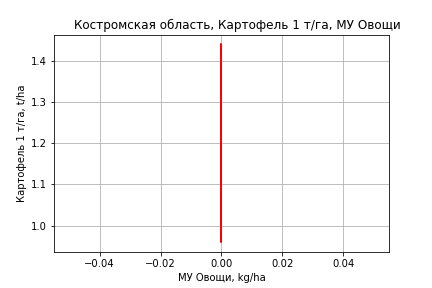 Костромская область, Картофель 1 т/га, МУ Овощи
1.4
1.3
1.2
1.1
1.0
Картофель 1 т/га, t/ha
−0.04 −0.02 0.00 0.02 0.04
МУ Овощи, kg/ha